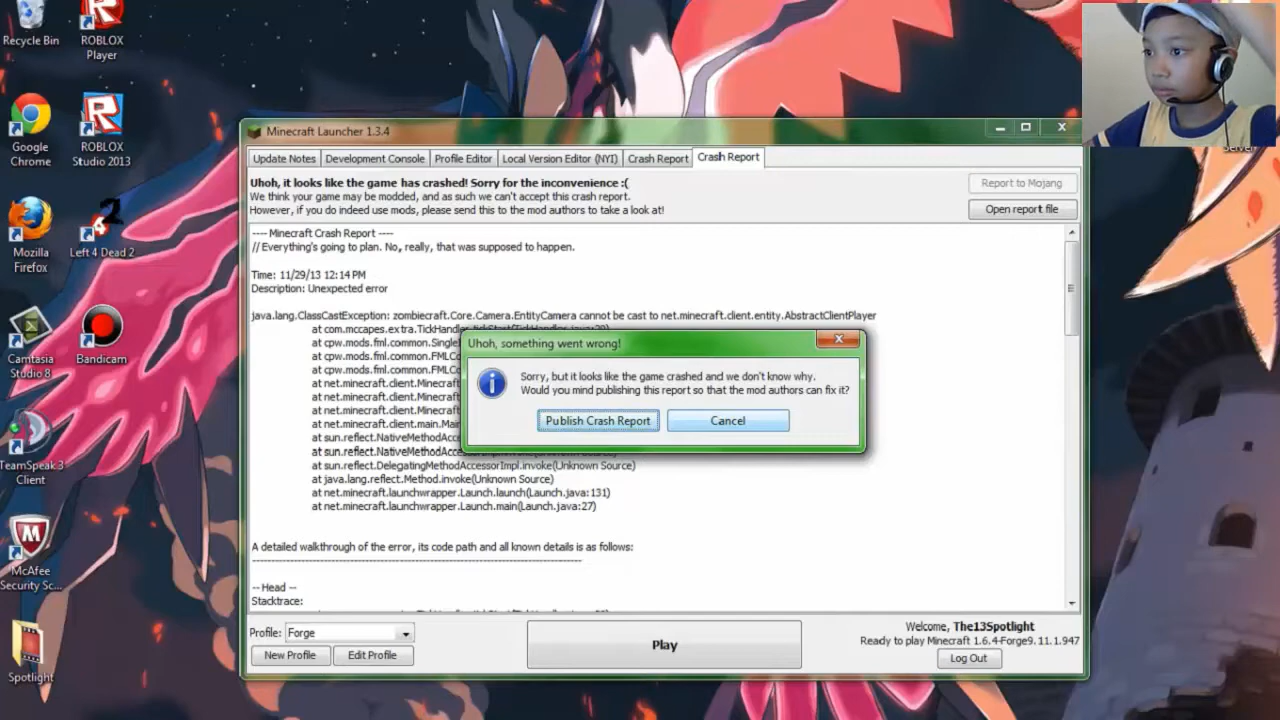 Recycle Bin
ROBLOX
Player
Google
Chrome
ROBLOX
Studio 2013
Mozilla
Firefox
Left 4 Dead 2
Camtasia
Studio 8
Bandicam
TeamSpeak 3
Client
McAfee
Security Sc...
Spotlight
Minecraft Launcher 1.3.4
Update Notes
Development Console
Profile Editor
Local Version Editor (NYI)
Crash Report
Crash Report
Uhoh, it looks like the game has crashed! Sorry for the inconvenience :(
We think your game may be modded, and as such we can't accept this crash report.
However, if you do indeed use mods, please send this to the mod authors to take a look at!
Report to Mojang
Open report file
---- Minecraft Crash Report ----
// Everything's going to plan. No, really, that was supposed to happen.
Time: 11/29/13 12:14 PM
Description: Unexpected error
java.lang.ClassCastException: zombiecraft.Core.Camera.EntityCamera cannot be cast to net.minecraft.client.entity.AbstractClientPlayer
at com.mccapes.extra.TickHandler.tickStart(TickHandler.java:29)
at cpw.mods.fml.common.Singl
at cpw.mods.fml.common.FMLCo
at cpw.mods.fml.common.FMLCo
at net.minecraft.client.Minecraf
at net.minecraft.client.Minecraf
at net.minecraft.client.Minecraf
at net.minecraft.client.main.Mai
at sun.reflect.NativeMethodAcce
at sun.reflect.NativeMethodAccessorImpl.invoke(Unknown Source)
at sun.reflect.DelegatingMethodAccessorImpl.invoke(Unknown Source)
at java.lang.reflect.Method.invoke(Unknown Source)
at net.minecraft.launchwrapper.Launch.launch(Launch.java:131)
at net.minecraft.launchwrapper.Launch.main(Launch.java:27)
A detailed walkthrough of the error, its code path and all known details is as follows:
-- Head --
Stacktrace:
Uhoh, something went wrong!
Sorry, but it looks like the game crashed and we don't know why.
Would you mind publishing this report so that the mod authors can fix it?
Publish Crash Report
Cancel
Profile: Forge
New Profile
Edit Profile
Play
Welcome, The13Spotlight
Ready to play Minecraft 1.6.4-Forge9.11.1.947
Log Out